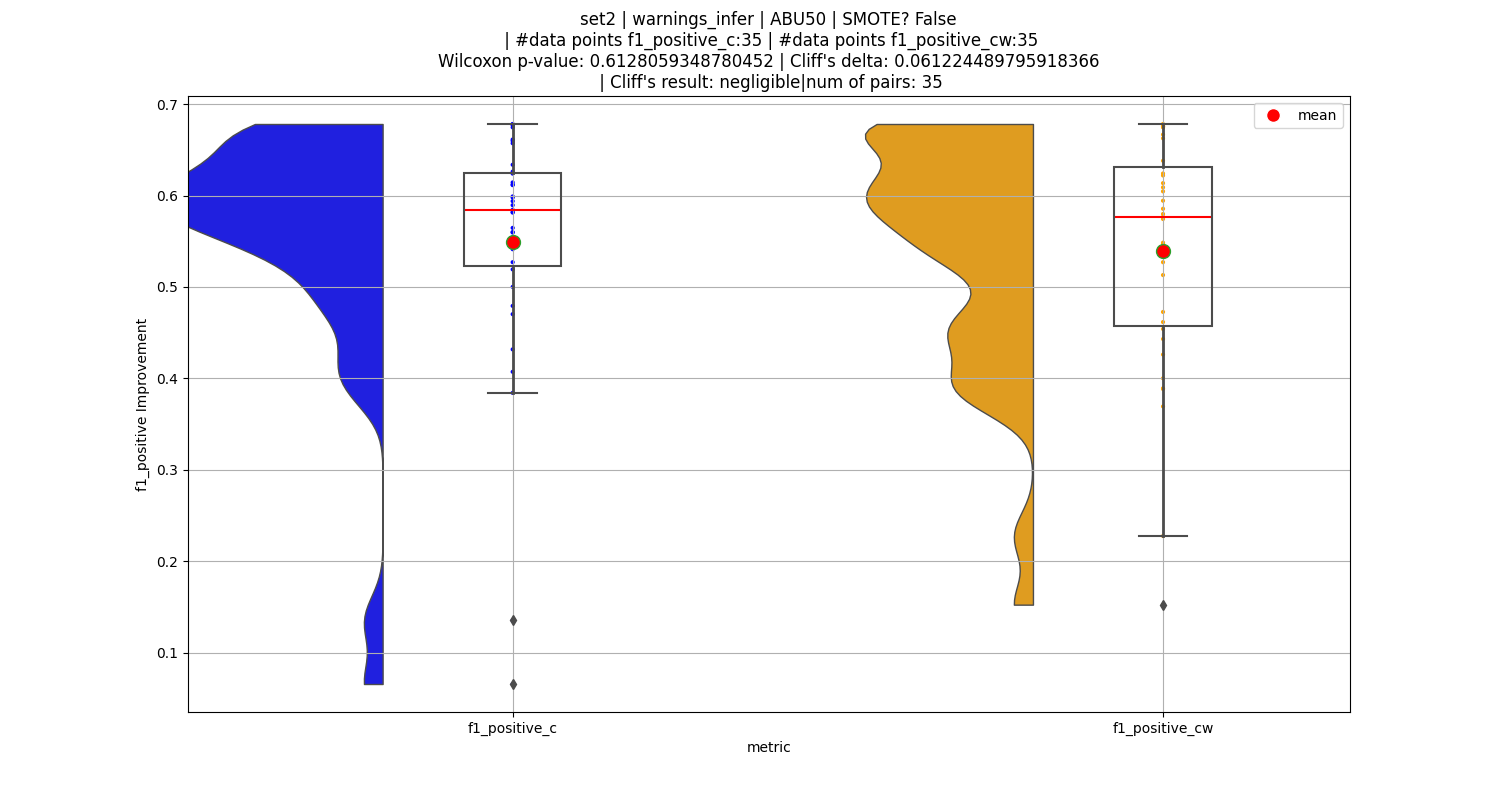 set2 | warnings_infer | ABU50 | SMOTE? False
| #data points f1_positive_c:35 | #data points f1_positive_cw:35
Wilcoxon p-value: 0.6128059348780452 | Cliff's delta: 0.061224489795918366
| Cliff's result: negligible|num of pairs: 35
mean
0.7
0.6
0.5
0.4
0.3
0.2
0.1
f1_positive Improvement
f1_positive_c
f1_positive_cw
metric